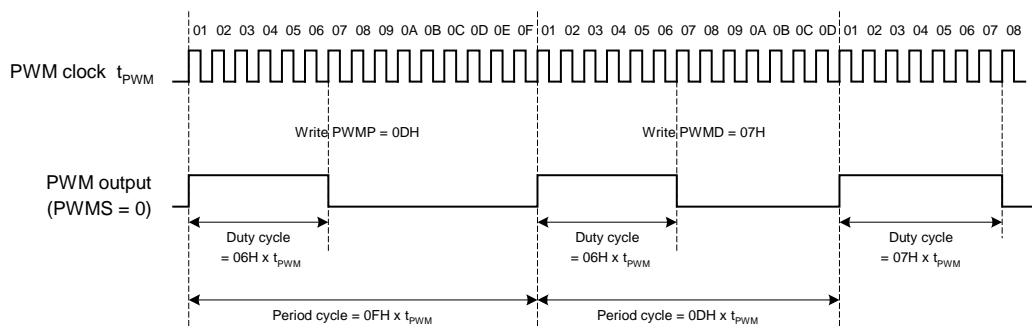 01 02 03 04 05 06 07 08 09 0A 0B 0C 0D 0E 0F 01 02 03 04 05 06 07 08 09 0A 0B 0C 0D 01 02 03 04 05 06 07 08
PWM clock tPWM
Write PWMP = 0DH Write PWMD = 07H
PWM output
(PWMS = 0)
Duty cycle Duty cycle Duty cycle
= 06H x tPWM = 06H x tPWM = 07H x tPWM
Period cycle = 0FH x tPWM Period cycle = 0DH x tPWM